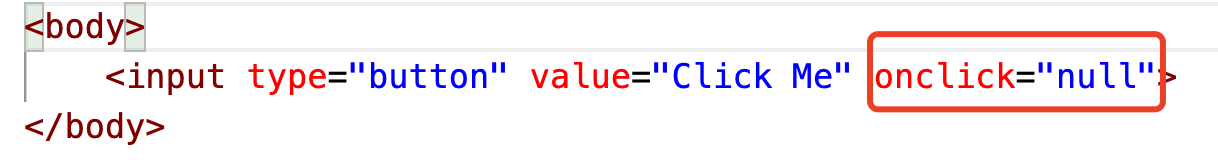 <body>
<input type="button" value="Click Me" onclick="null">
</body>